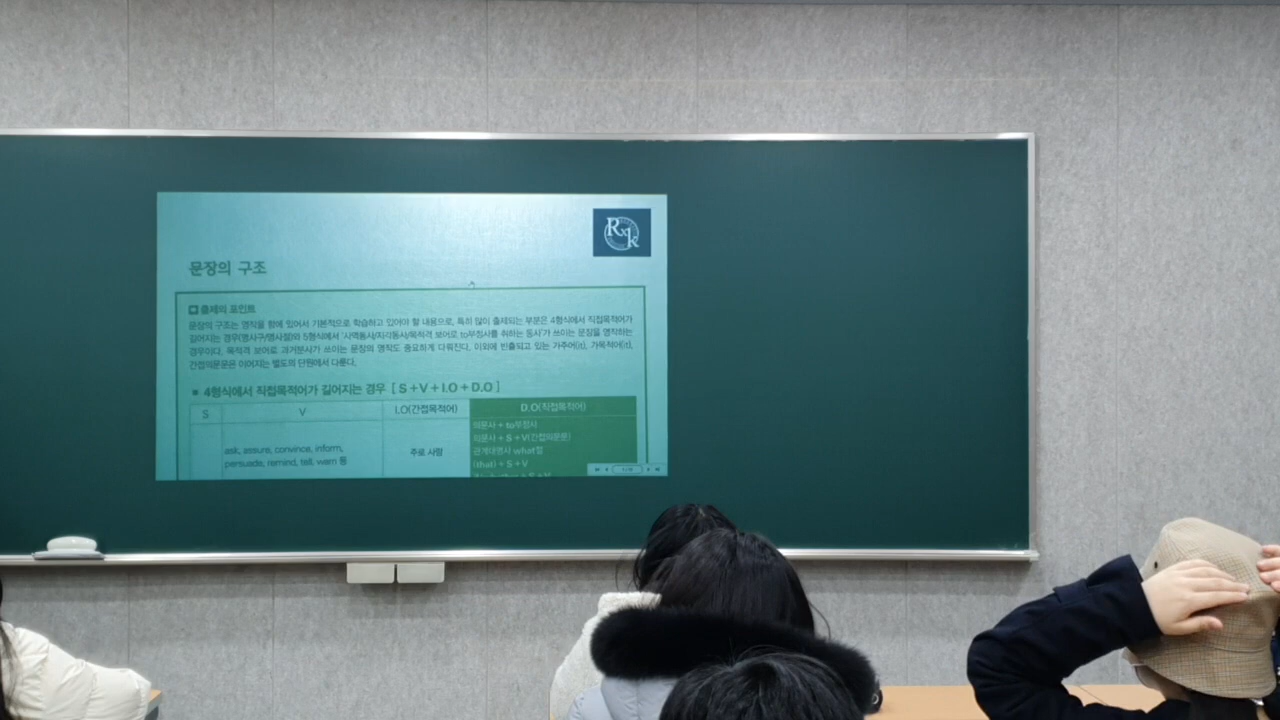 Rxk
문장의 구조
출제의 포인트
문장의 구조는 영작을 함에 있어서 기본적으로 학습하고 있어야 할 내용으로, 특히 많이 출제되는 부분은 4형식에서 직접목적어가
길어지는 경우(명사구/명사절)와 5형식에서 '사역동사/지각동사/목적격 보어로 to부정사를 취하는 동사'가 쓰이는 문장을 영작하는
경우이다. 목적격 보어로 과거분사가 쓰이는 문장의 영작도 중요하게 다뤄진다. 이외에 빈출되고 있는 가주어(it), 가목적어(it),
간접의문문은 이어지는 별도의 단원에서 다룬다.
4형식에서 직접목적어가 길어지는 경우 [ S+V+I.O+D.O ]
S V I.O(간접목적어) D.O(직접목적어)
ask, assure, convince, inform,
persuade, remind, tell, warn 등
주로 사람
의문사 + to부정사
의문사 + S + V(간접의문문)
관계대명사 what절
(that) + S + V